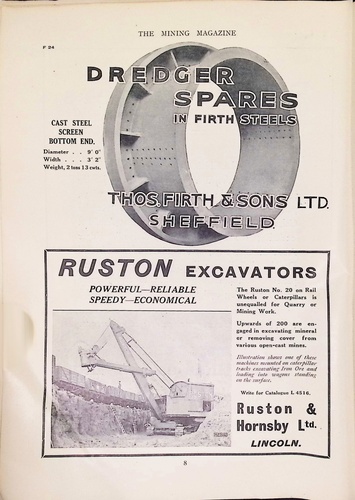 THE MINING MAGAZINE
F 24
DREDGER
SPARES
IN FIRTH STEELS
CAST STEEL
SCREEN
BOTTOM END.
Diameter . . 9' 0"
Width . . . 3' 2"
Weight, 2 tons 13 cwts.
THOS. FIRTH & SONS LTD.
SHEFFIELD.
RUSTON EXCAVATORS
POWERFUL—RELIABLE
SPEEDY—ECONOMICAL
The Ruston No. 20 on Rail
Wheels or Caterpillars is
unequalled for Quarry or
Mining Work.
Upwards of 200 are en-
gaged in excavating mineral
or removing cover from
various open-cast mines.
Illustration shows one of these
machines mounted on caterpillar-
tracks excavating Iron Ore and
loading into wagons standing
on the surface.
Write for Catalogue L 4816.
Ruston &
Hornsby Ltd.
LINCOLN.
8